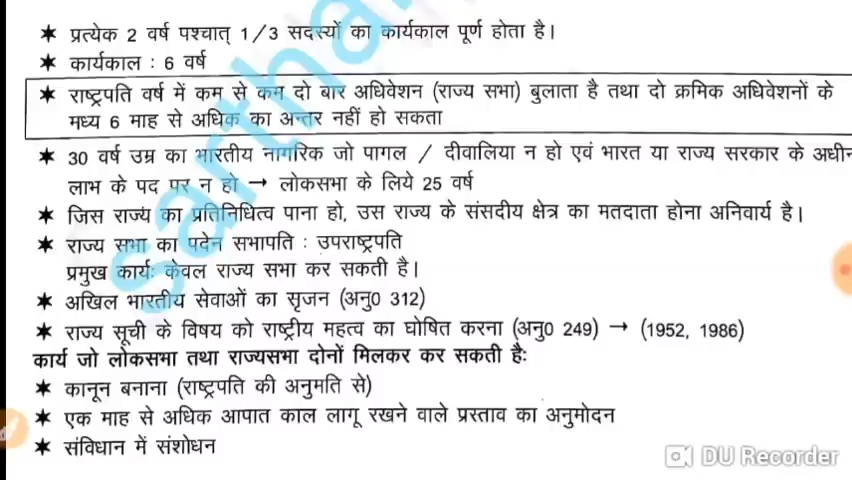 ★ प्रत्येक 2 वर्ष पश्चात् 1/3 सदस्यों का कार्यकाल पूर्ण होता है।
★ कार्यकाल : 6 वर्ष
★ राष्ट्रपति वर्ष में कम से कम दो बार अधिवेशन (राज्य सभा) बुलाता है तथा दो क्रमिक अधिवेशनों के
मध्य 6 माह से अधिक का अन्तर नहीं हो सकता
★ 30 वर्ष उम्र का भारतीय नागरिक जो पागल / दीवालिया न हो एवं भारत या राज्य सरकार के अधीन
लाभ के पद पर न हो → लोकसभा के लिये 25 वर्ष
★ जिस राज्य का प्रतिनिधित्व पाना हो, उस राज्य के संसदीय क्षेत्र का मतदाता होना अनिवार्य है।
★ राज्य सभा का पदेन सभापति : उपराष्ट्रपति
प्रमुख कार्यः केवल राज्य सभा कर सकती है।
★ अखिल भारतीय सेवाओं का सृजन (अनु0 312)
★ राज्य सूची के विषय को राष्ट्रीय महत्व का घोषित करना (अनु0 249) → (1952, 1986)
कार्य जो लोकसभा तथा राज्यसभा दोनों मिलकर कर सकती हैः
★ कानून बनाना (राष्ट्रपति की अनुमति से)
★ एक माह से अधिक आपात काल लागू रखने वाले प्रस्ताव का अनुमोदन
★ संविधान में संशोधन
sartha
DU Recorder